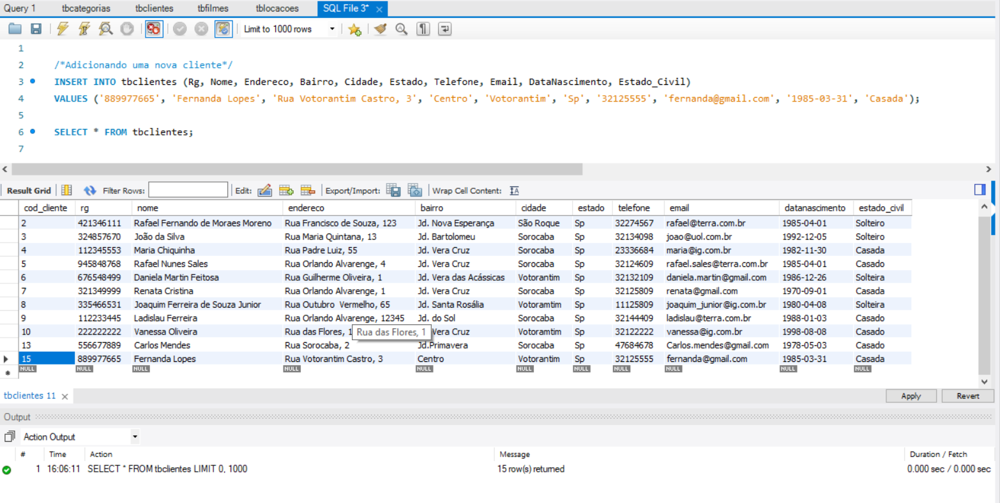 Query 1 tbcategorias tbclientes tbfilmes tblocacoes SQL File 3* ×
Limit to 1000 rows
1
2 /*Adicionando uma nova cliente*/
3 INSERT INTO tbclientes (Rg, Nome, Endereco, Bairro, Cidade, Estado, Telefone, Email, DataNascimento, Estado_Civil)
4 VALUES ('889977665', 'Fernanda Lopes', 'Rua Votorantim Castro, 3', 'Centro', 'Votorantim', 'Sp', '32125555', 'fernanda@gmail.com', '1985-03-31', 'Casada');
5
6 SELECT * FROM tbclientes;
7
Result Grid Filter Rows: Edit: Export/Import: Wrap Cell Content:
cod_cliente rg nome endereco bairro cidade estado telefone email datanascimento estado_civil
2 421346111 Rafael Fernando de Moraes Moreno Rua Francisco de Souza, 123 Jd. Nova Esperança São Roque Sp 32274567 rafael@terra.com.br 1985-04-01 Solteiro
3 324857670 João da Silva Rua Maria Quintana, 13 Jd. Bartolomeu Sorocaba Sp 32134098 joao@uol.com.br 1992-12-05 Solteiro
4 112345553 Maria Chiquinha Rua Padre Luiz, 55 Jd. Vera Cruz Sorocaba Sp 23336684 maria@ig.com.br 1982-11-30 Casada
5 945848768 Rafael Nunes Sales Rua Orlando Alvarenge, 4 Jd. Vera Cruz Sorocaba Sp 32124609 rafael.sales@terra.com.br 1985-04-01 Casado
6 676548499 Daniela Martin Feitosa Rua Guilherme Oliveira, 1 Jd. Vera das Acássicas Votorantim Sp 32132109 daniela.martin@gmail.com 1986-12-26 Solteira
7 321349999 Renata Cristina Rua Orlando Alvarenge, 1 Jd. Vera Cruz Sorocaba Sp 32125809 renata@gmail.com 1970-09-01 Casada
8 335466531 Joaquim Ferreira de Souza Junior Rua Outubro Vermelho, 65 Jd. Santa Rosália Votoramtim Sp 11125809 joaquim_junior@ig.com.br 1980-04-08 Solteira
9 112233445 Ladislau Ferreira Rua Orlando Alvarenge, 12345 Jd. do Sol Sorocaba Sp 32144409 ladislau@terra.com.br 1988-01-03 Casado
10 222222222 Vanessa Oliveira Rua das Flores, 1 Rua das Flores, 1 Vera Cruz Votoramtim Sp 32122222 vanessa@ig.com.br 1998-08-08 Casado
13 556677889 Carlos Mendes Rua Sorocaba, 2 Jd.Primavera Sorocaba Sp 47684678 Carlos.mendes@gmail.com 1978-05-03 Casado
15 889977665 Fernanda Lopes Rua Votorantim Castro, 3 Centro Votorantim Sp 32125555 fernanda@gmail.com 1985-03-31 Casada
NULL NULL NULL NULL NULL NULL NULL NULL NULL NULL NULL
tbclientes 11 × Apply Revert
Output
Action Output
# Time Action Message Duration / Fetch
1 16:06:11 SELECT * FROM tbclientes LIMIT 0, 1000 15 row(s) returned 0.000 sec / 0.000 sec